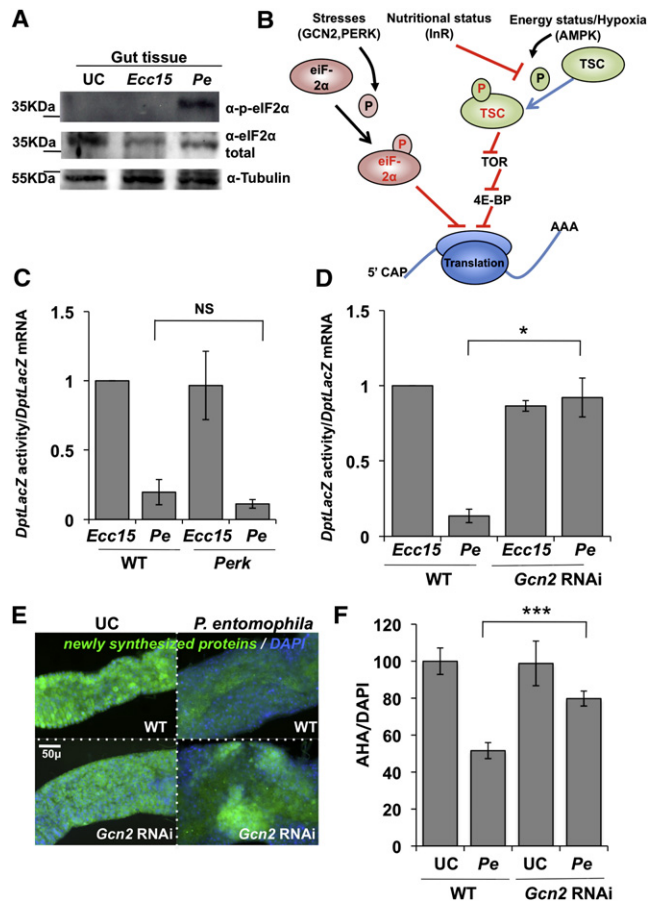 A
Gut tissue
UC Ecc15 Pe
35KDa
α-p-eIF2α
35KDa
α-eIF2α
total
55KDa
α-Tubulin
B
Stresses
(GCN2,PERK)
Nutritional status
(InR)
Energy status/Hypoxia
(AMPK)
eiF-
2α
P
P
eiF-
2α
P
TSC
P
TSC
TOR
4E-BP
AAA
Translation
5' CAP
C
DptLacZ activity/DptLacZ mRNA
1.5
1
0.5
0
NS
Ecc15 Pe Ecc15 Pe
WT Perk
D
DptLacZ activity/DptLacZ mRNA
1.5
1
0.5
0
*
Ecc15 Pe Ecc15 Pe
WT Gcn2 RNAi
E
UC P. entomophila
newly synthesized proteins / DAPI
WT WT
50µ
Gcn2 RNAi Gcn2 RNAi
F
AHA/DAPI
120
100
80
60
40
20
0
***
UC Pe UC Pe
WT Gcn2 RNAi